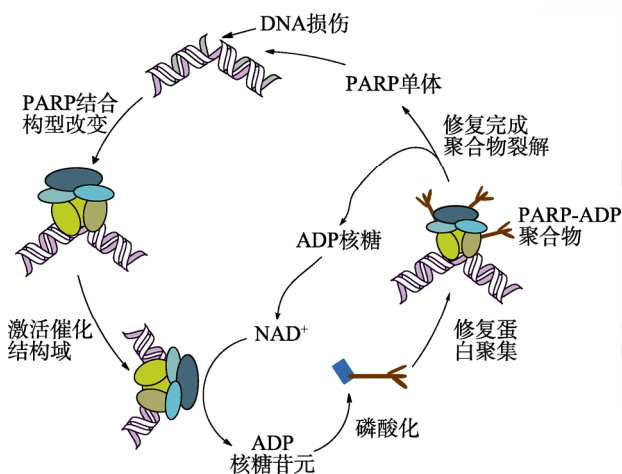 DNA损伤
PARP单体
PARP结合
构型改变
修复完成
聚合物裂解
PARP-ADP
聚合物
ADP核糖
激活催化
结构域
NAD⁺
修复蛋
白聚集
磷酸化
ADP
核糖苷元